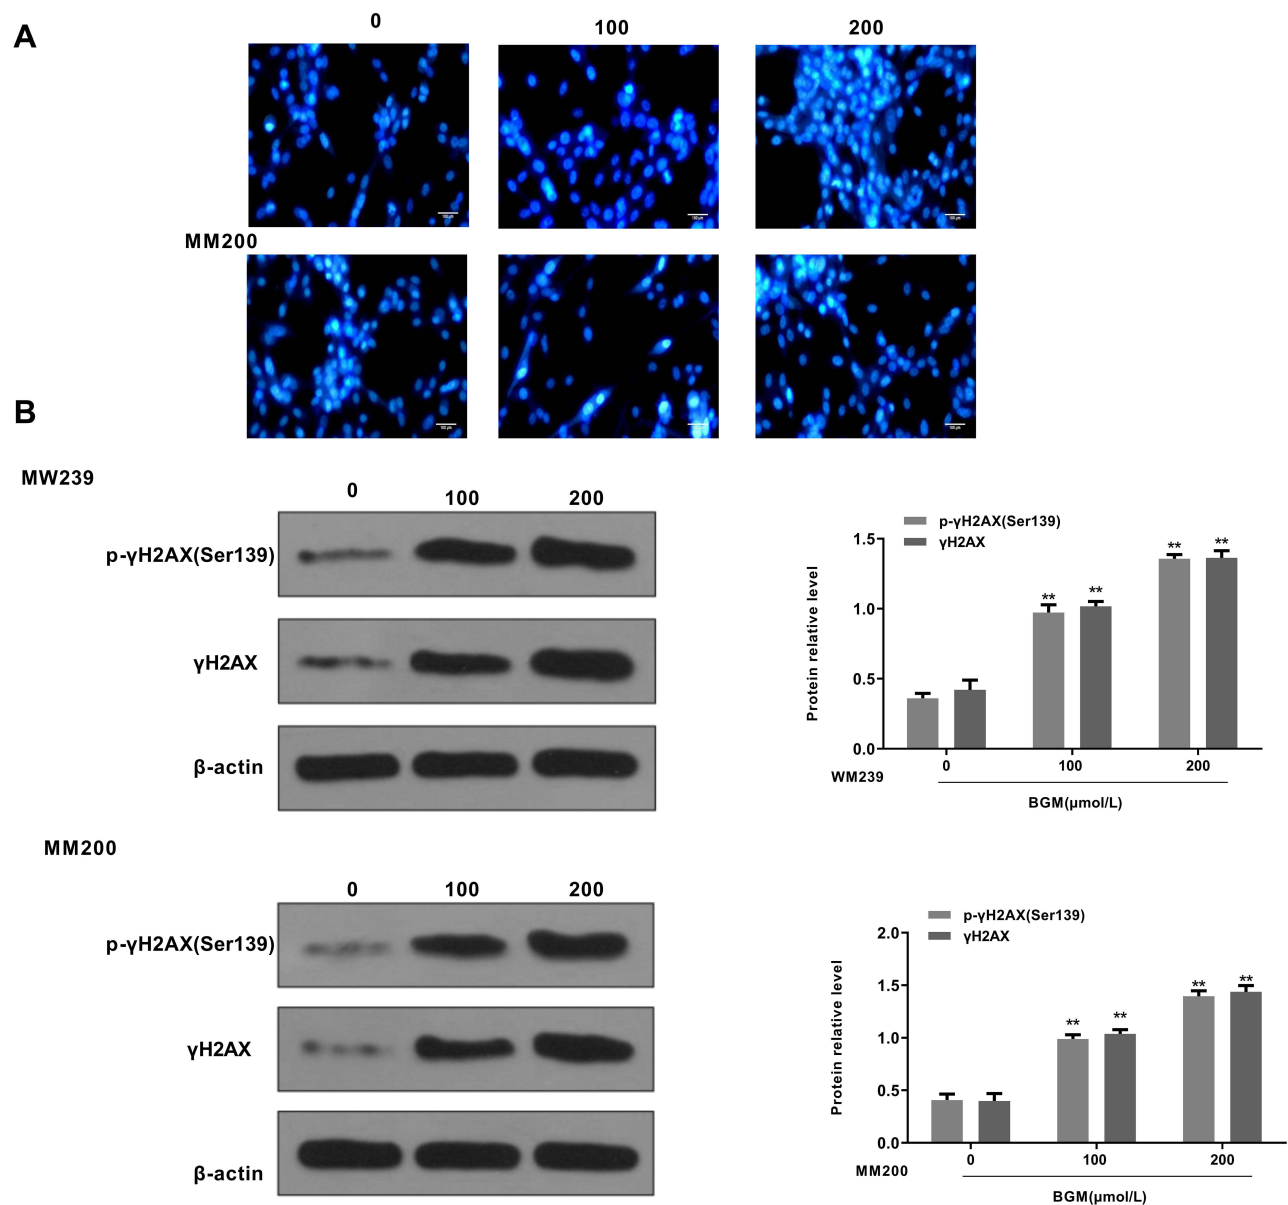 A
0 100 200
MM200
B
MW239
0 100 200
p-γH2AX(Ser139)
γH2AX
β-actin
p-γH2AX(Ser139)
γH2AX
Protein relative level
1.5
1.0
0.5
0.0
** ** ** **
0 100 200
WM239
BGM(μmol/L)
MM200
0 100 200
p-γH2AX(Ser139)
γH2AX
β-actin
p-γH2AX(Ser139)
γH2AX
Protein relative level
2.0
1.5
1.0
0.5
0.0
** ** ** **
0 100 200
MM200
BGM(μmol/L)